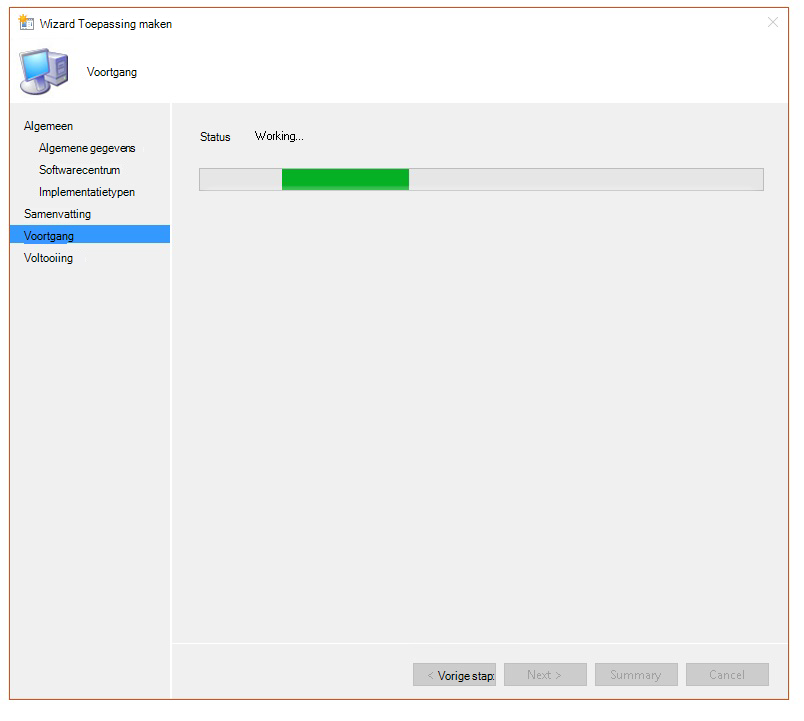 Wizard Toepassing maken
Voortgang
Algemeen
Algemene gegevens
Softwarecentrum
Implementatietypen
Samenvatting
Voortgang
Voltooiing
Status Working...
< Vorige stap:
Next >
Summary
Cancel